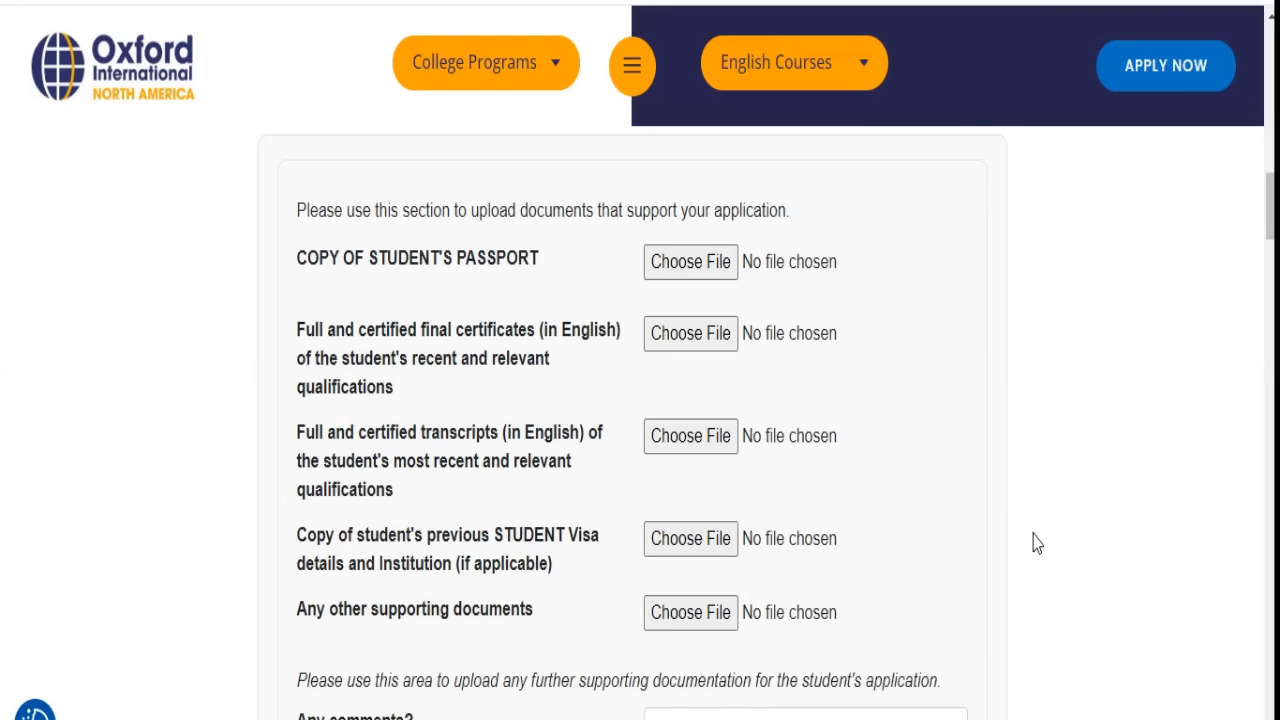 Oxford
International
NORTH AMERICA
College Programs
English Courses
APPLY NOW
Please use this section to upload documents that support your application.
COPY OF STUDENT'S PASSPORT
Choose File No file chosen
Full and certified final certificates (in English)
of the student's recent and relevant
qualifications
Choose File No file chosen
Full and certified transcripts (in English) of
the student's most recent and relevant
qualifications
Choose File No file chosen
Copy of student's previous STUDENT Visa
details and Institution (if applicable)
Choose File No file chosen
Any other supporting documents
Choose File No file chosen
Please use this area to upload any further supporting documentation for the student's application.
Any comments?